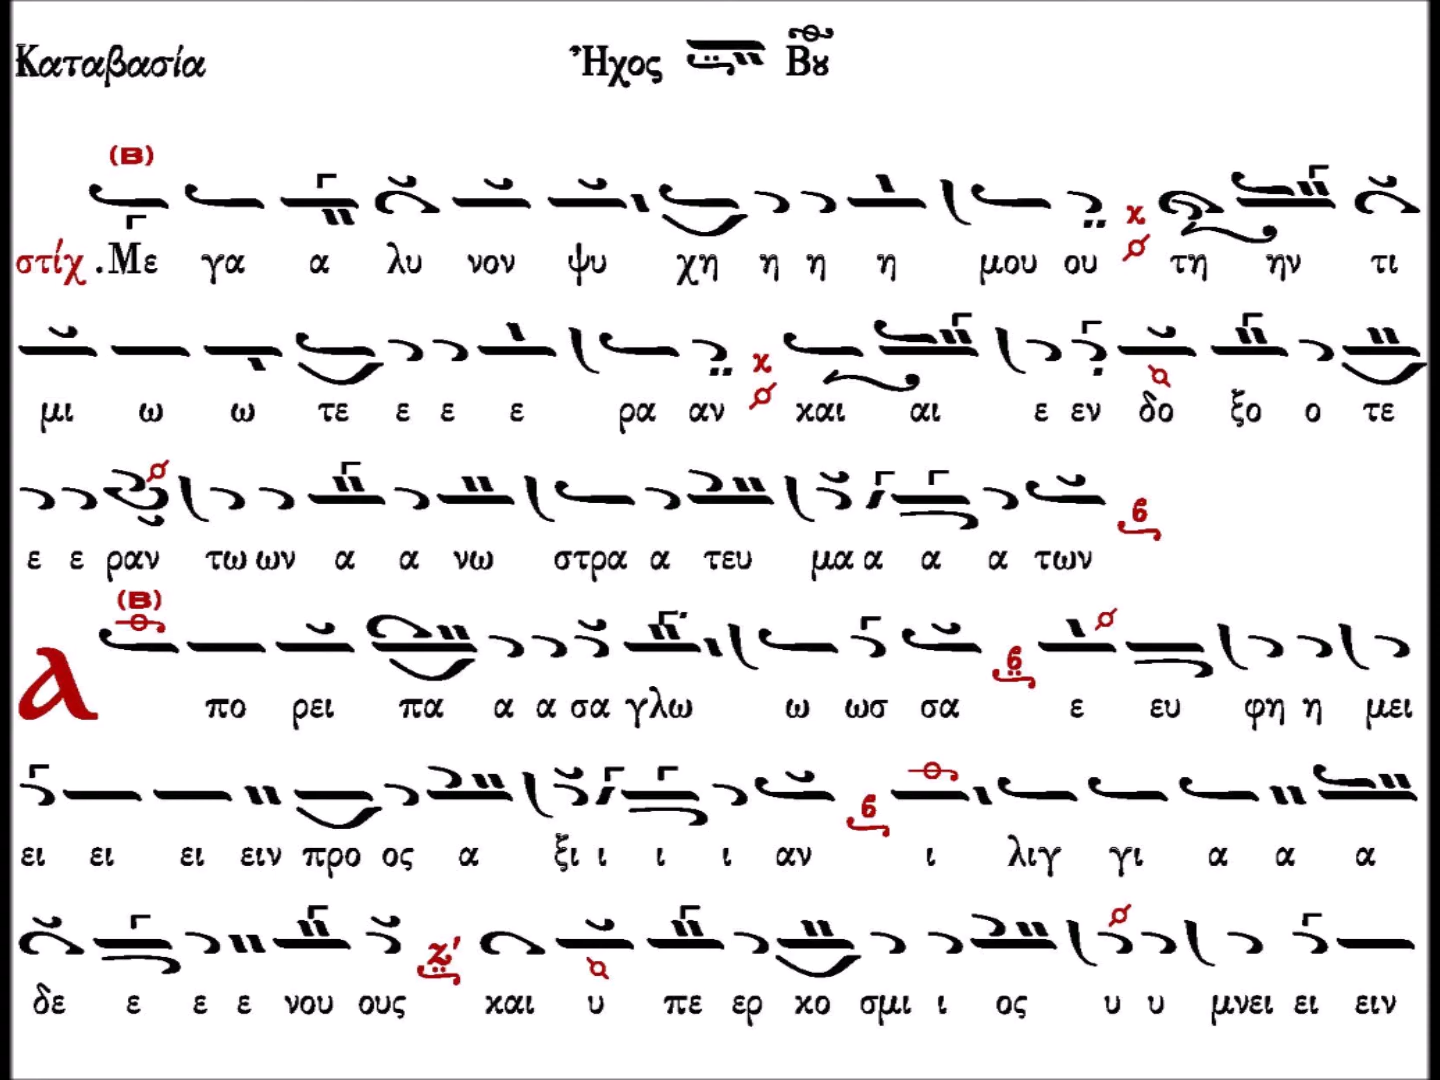 Καταβασία Ἦχος Βȣ
(Β)
στίχ. Με γα α λυ νον ψυ χη η η η μου ου τη ην τι
μι ω ω τε ε ε ε ρα αν και αι ε εν δο ξο ο τε
ε ε ραν τω ων α α νω στρα α τευ μα α α α των
(Β)
α πο ρει πα α α σα γλω ω ωσ σα ε ευ φη η μει
ει ει ει ειν προ ος α ξι ι ι ι αν ι λιγ γι α α α
δε ε ε ε νου ους και υ πε ερ κο σμι ι ος υ υ μνει ει ειν